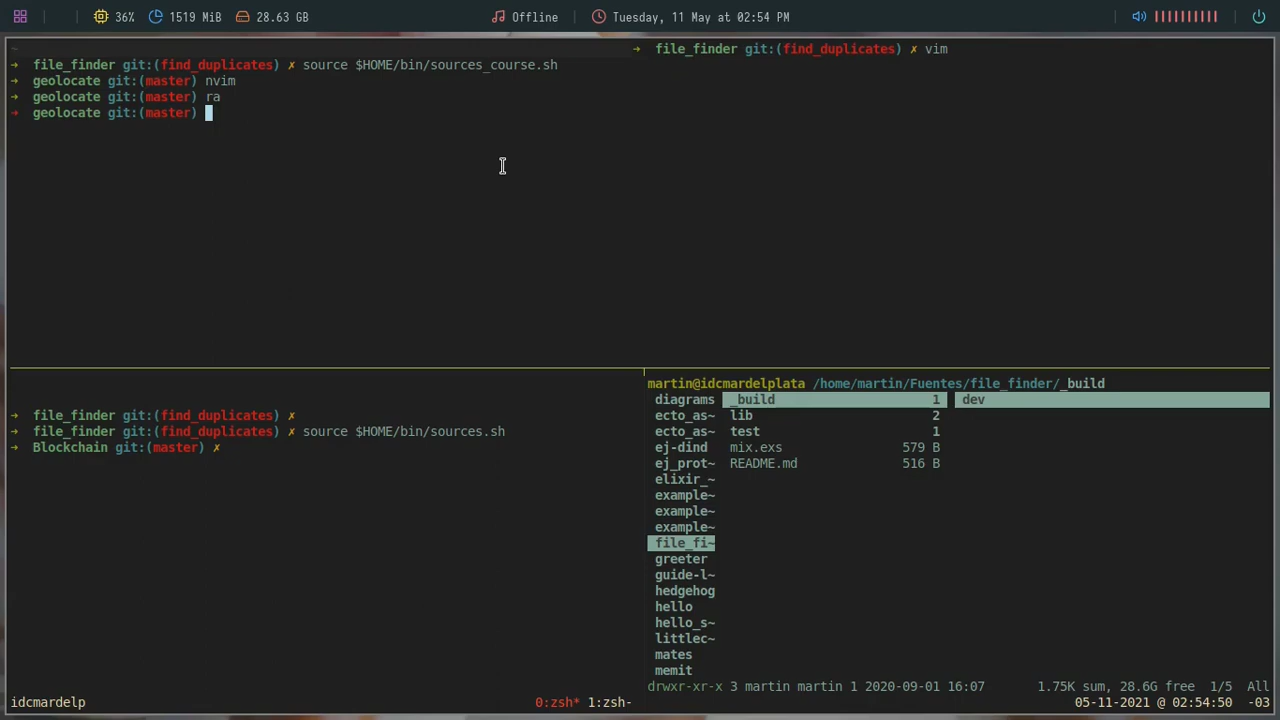 36% 1519 MiB 28.63 GB Offline Tuesday, 11 May at 02:54 PM
~
➜ file_finder git:(find_duplicates) ✗ source $HOME/bin/sources_course.sh
➜ geolocate git:(master) nvim
➜ geolocate git:(master) ra
➜ geolocate git:(master)
➜ file_finder git:(find_duplicates) ✗ vim
➜ file_finder git:(find_duplicates) ✗
➜ file_finder git:(find_duplicates) ✗ source $HOME/bin/sources.sh
➜ Blockchain git:(master) ✗
martin@idcmardelplata /home/martin/Fuentes/file_finder/_build
diagrams _build 1 dev
ecto_as~ lib 2
ecto_as~ test 1
ej-dind mix.exs 579 B
ej_prot~ README.md 516 B
elixir_~
example~
example~
example~
file_fi~
greeter
guide-l~
hedgehog
hello
hello_s~
littlec~
mates
memit
drwxr-xr-x 3 martin martin 1 2020-09-01 16:07 1.75K sum, 28.6G free 1/5 All
idcmardelp 0:zsh* 1:zsh- 05-11-2021 @ 02:54:50 -03